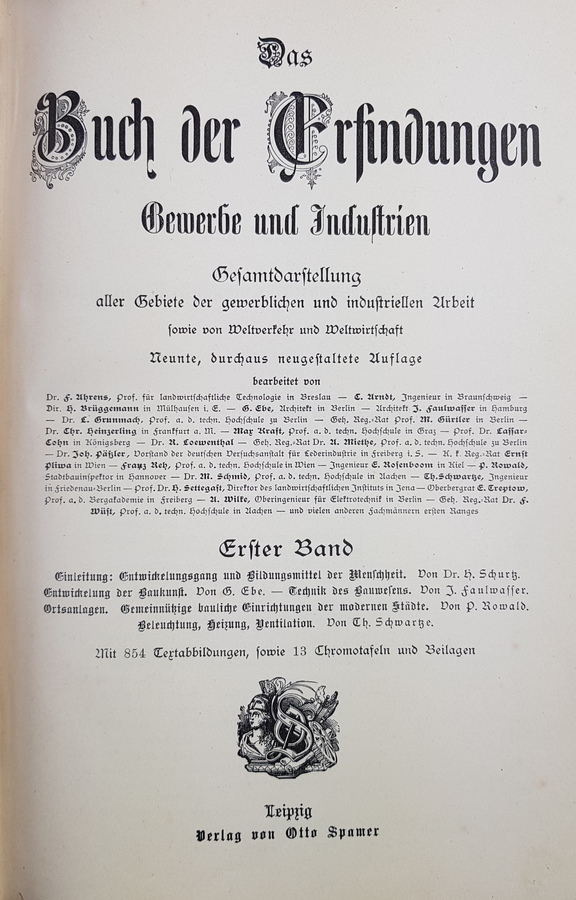 Das
Buch der Erfindungen
Gewerbe und Industrien
Gesamtdarstellung
aller Gebiete der gewerblichen und industriellen Arbeit
sowie von Weltverkehr und Weltwirtschaft
Neunte, durchaus neugestaltete Auflage
bearbeitet von
Dr. F. Ahrens, Prof. für landwirtschaftliche Technologie in Breslau — C. Arndt, Ingenieur in Braunschweig —
Dir. H. Brüggemann in Mülhausen i. E. — G. Ebe, Architekt in Berlin — Architekt J. Faulwasser in Hamburg
— Dr. L. Grunmach, Prof. a. d. techn. Hochschule zu Berlin — Geh. Reg.-Rat Prof. M. Gürtler in Berlin —
Dr. Chr. Heinzerling in Frankfurt a. M. — Max Kraft, Prof. a. d. techn. Hochschule in Graz — Prof. Dr. Lassar-
Cohn in Königsberg — Dr. R. Loewenthal — Geh. Reg.-Rat Dr. A. Miethe, Prof. a. d. techn. Hochschule zu Berlin
— Dr. Joh. Päßler, Vorstand der deutschen Versuchsanstalt für Lederindustrie in Freiberg i. S. — K. k. Reg.-Rat Ernst
Pliwa in Wien — Franz Reh, Prof. a. d. techn. Hochschule in Wien — Ingenieur E. Rosenboom in Kiel — P. Rowald,
Stadtbauinspektor in Hannover — Dr. M. Schmid, Prof. a. d. techn. Hochschule in Aachen — Th. Schwartze, Ingenieur
in Friedenau-Berlin — Prof. Dr. H. Settegast, Direktor des landwirtschaftlichen Instituts in Jena — Oberbergrat E. Treptow,
Prof. a. d. Bergakademie in Freiberg — A. Wilke, Oberingenieur für Elektrotechnik in Berlin — Geh. Reg.-Rat Dr. F.
Wüst, Prof. a. d. techn. Hochschule in Aachen — und vielen anderen Fachmännern ersten Ranges
Erster Band
Einleitung: Entwickelungsgang und Bildungsmittel der Menschheit. Von Dr. H. Schurtz.
Entwickelung der Baukunst. Von G. Ebe. — Technik des Bauwesens. Von J. Faulwasser.
Ortsanlagen. Gemeinnützige bauliche Einrichtungen der modernen Städte. Von P. Rowald.
Beleuchtung, Heizung, Ventilation. Von Th. Schwartze.
Mit 854 Textabbildungen, sowie 13 Chromotafeln und Beilagen
Leipzig
Verlag von Otto Spamer